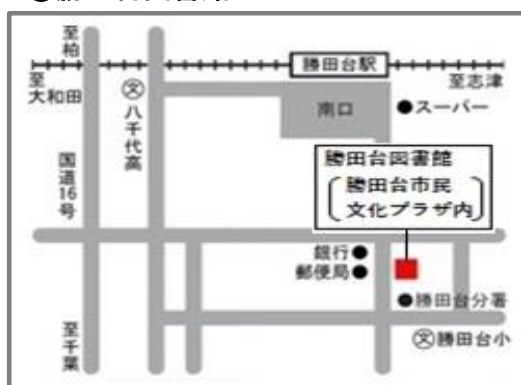 至柏
勝田台駅
至大和田
至志津
㊛
八千代高
南口
●スーパー
国道16号
勝田台図書館
勝田台市民
文化プラザ内
銀行●
郵便局●
●勝田台分署
至千葉
㊛勝田台小